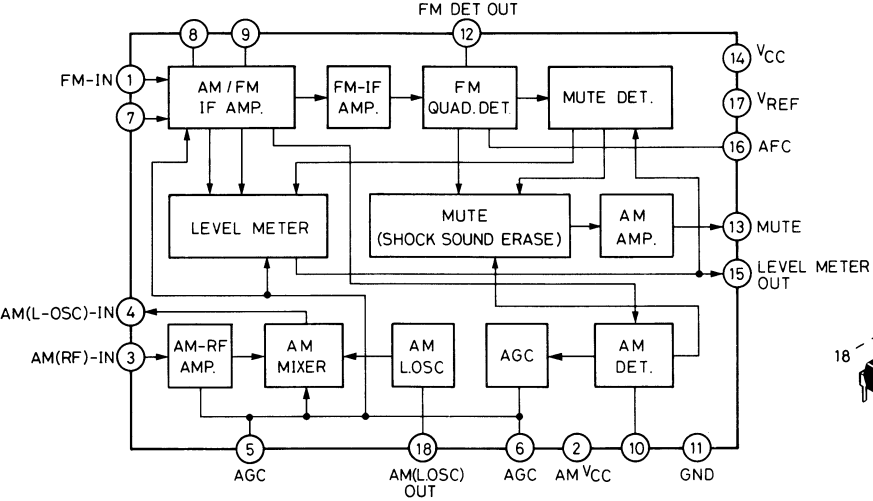 FM DET OUT
8
9
12
14 VCC
FM-IN 1
AM/FM
IF AMP.
FM-IF
AMP.
FM
QUAD.DET.
MUTE DET.
17 VREF
7
16 AFC
LEVEL METER
MUTE
(SHOCK SOUND ERASE)
AM
AMP.
13 MUTE
15 LEVEL METER
OUT
AM(L-OSC)-IN 4
AM(RF)-IN 3
AM-RF
AMP.
AM
MIXER
AM
L.OSC
AGC
AM
DET.
18
5
18
6
2
10
11
AGC
AM(L.OSC)
OUT
AGC
AM VCC
GND